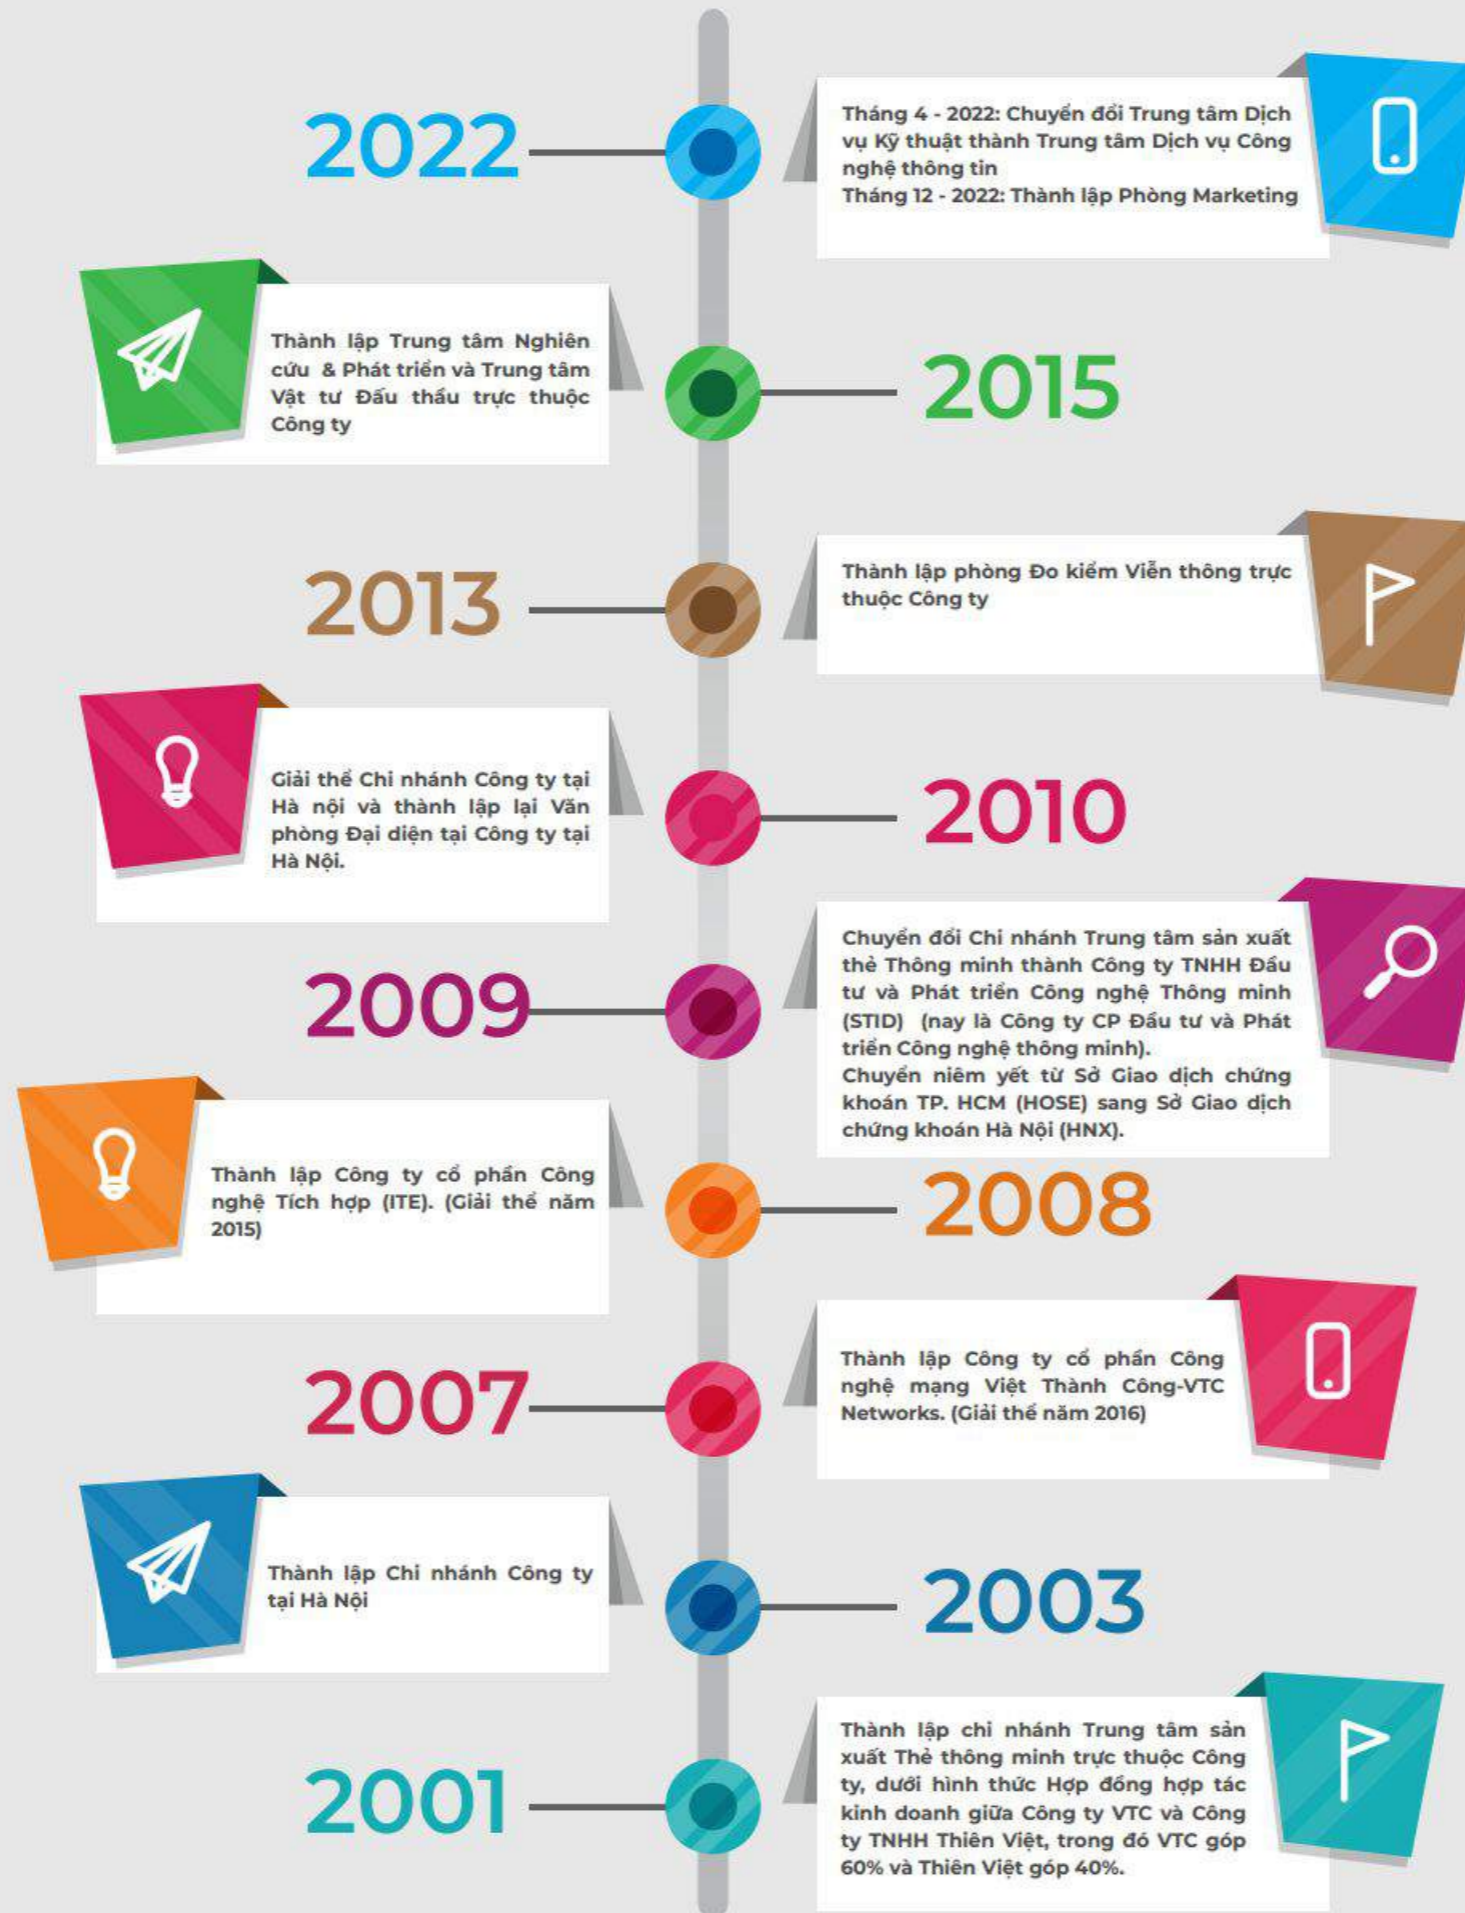 2022
Tháng 4 - 2022: Chuyển đổi Trung tâm Dịch
vụ Kỹ thuật thành Trung tâm Dịch vụ Công
nghệ thông tin
Tháng 12 - 2022: Thành lập Phòng Marketing
Thành lập Trung tâm Nghiên
cứu & Phát triển và Trung tâm
Vật tư Đấu thầu trực thuộc
Công ty
2015
2013
Thành lập phòng Đo kiểm Viễn thông trực
thuộc Công ty
Giải thể Chi nhánh Công ty tại
Hà nội và thành lập lại Văn
phòng Đại diện tại Công ty tại
Hà Nội.
2010
2009
Chuyển đổi Chi nhánh Trung tâm sản xuất
thẻ Thông minh thành Công ty TNHH Đầu
tư và Phát triển Công nghệ Thông minh
(STID) (nay là Công ty CP Đầu tư và Phát
triển Công nghệ thông minh).
Chuyển niêm yết từ Sở Giao dịch chứng
khoán TP. HCM (HOSE) sang Sở Giao dịch
chứng khoán Hà Nội (HNX).
Thành lập Công ty cổ phần Công
nghệ Tích hợp (ITE). (Giải thể năm
2015)
2008
2007
Thành lập Công ty cổ phần Công
nghệ mạng Việt Thành Công-VTC
Networks. (Giải thể năm 2016)
Thành lập Chi nhánh Công ty
tại Hà Nội
2003
2001
Thành lập chi nhánh Trung tâm sản
xuất Thẻ thông minh trực thuộc Công
ty, dưới hình thức Hợp đồng hợp tác
kinh doanh giữa Công ty VTC và Công
ty TNHH Thiên Việt, trong đó VTC góp
60% và Thiên Việt góp 40%.